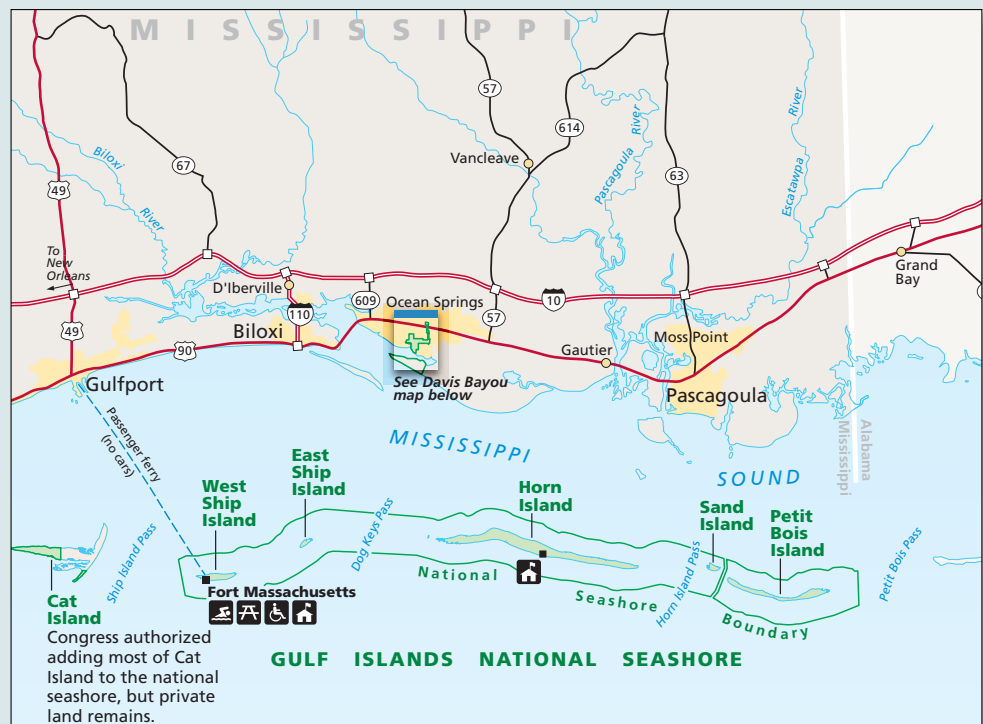 MISSISSIPPI
57
614
River
River
Biloxi
River
Vancleave
67
Pascagoula
63
Escatawpa
49
To
New
Orleans
D'Iberville
609
Ocean Springs
10
Grand
Bay
110
57
49
Biloxi
90
Moss Point
Gautier
See Davis Bayou
map below
Gulfport
Pascagoula
Passenger ferry
(no cars)
MISSISSIPPI
SOUND
Mississippi
Alabama
East
Ship
Island
West
Ship
Island
Horn
Island
Sand
Island
Petit
Bois
Island
Ship Island Pass
Dog Keys Pass
Horn Island Pass
Petit Bois Pass
National
Seashore
Boundary
Fort Massachusetts
Cat
Island
Congress authorized
adding most of Cat
Island to the national
seashore, but private
land remains.
GULF ISLANDS NATIONAL SEASHORE